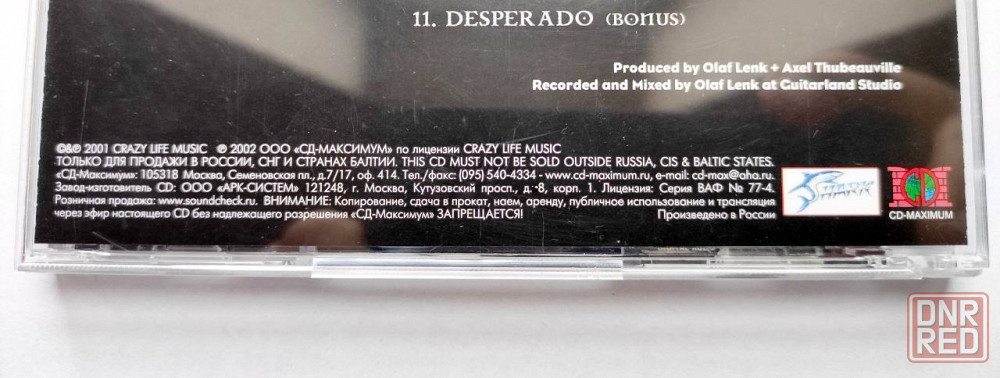 11. DESPERADO (BONUS)
Produced by Olaf Lenk + Axel Thubeauville
Recorded and Mixed by Olaf Lenk at Guitarland Studio
©&℗ 2001 CRAZY LIFE MUSIC ℗ 2002 ООО «СД-МАКСИМУМ» по лицензии CRAZY LIFE MUSIC
ТОЛЬКО ДЛЯ ПРОДАЖИ В РОССИИ, СНГ И СТРАНАХ БАЛТИИ. THIS CD MUST NOT BE SOLD OUTSIDE RUSSIA, CIS & BALTIC STATES.
«СД-Максимум»: 105318 Москва, Семеновская пл., д.7/17, оф. 414. Тел./факс: (095) 540-4334 - www.cd-maximum.ru, e-mail: cd-max@aha.ru.
Завод-изготовитель CD: ООО «АРК-СИСТЕМ» 121248, г. Москва, Кутузовский просп., д.-8, корп. 1. Лицензия: Серия ВАФ № 77-4.
Розничная продажа: www.soundcheck.ru. ВНИМАНИЕ: Копирование, сдача в прокат, наем, аренду, публичное использование и трансляция
через эфир настоящего CD без надлежащего разрешения «СД-Максимум» ЗАПРЕЩАЕТСЯ! Произведено в России
SHARK
CD-MAXIMUM
DNR
RED